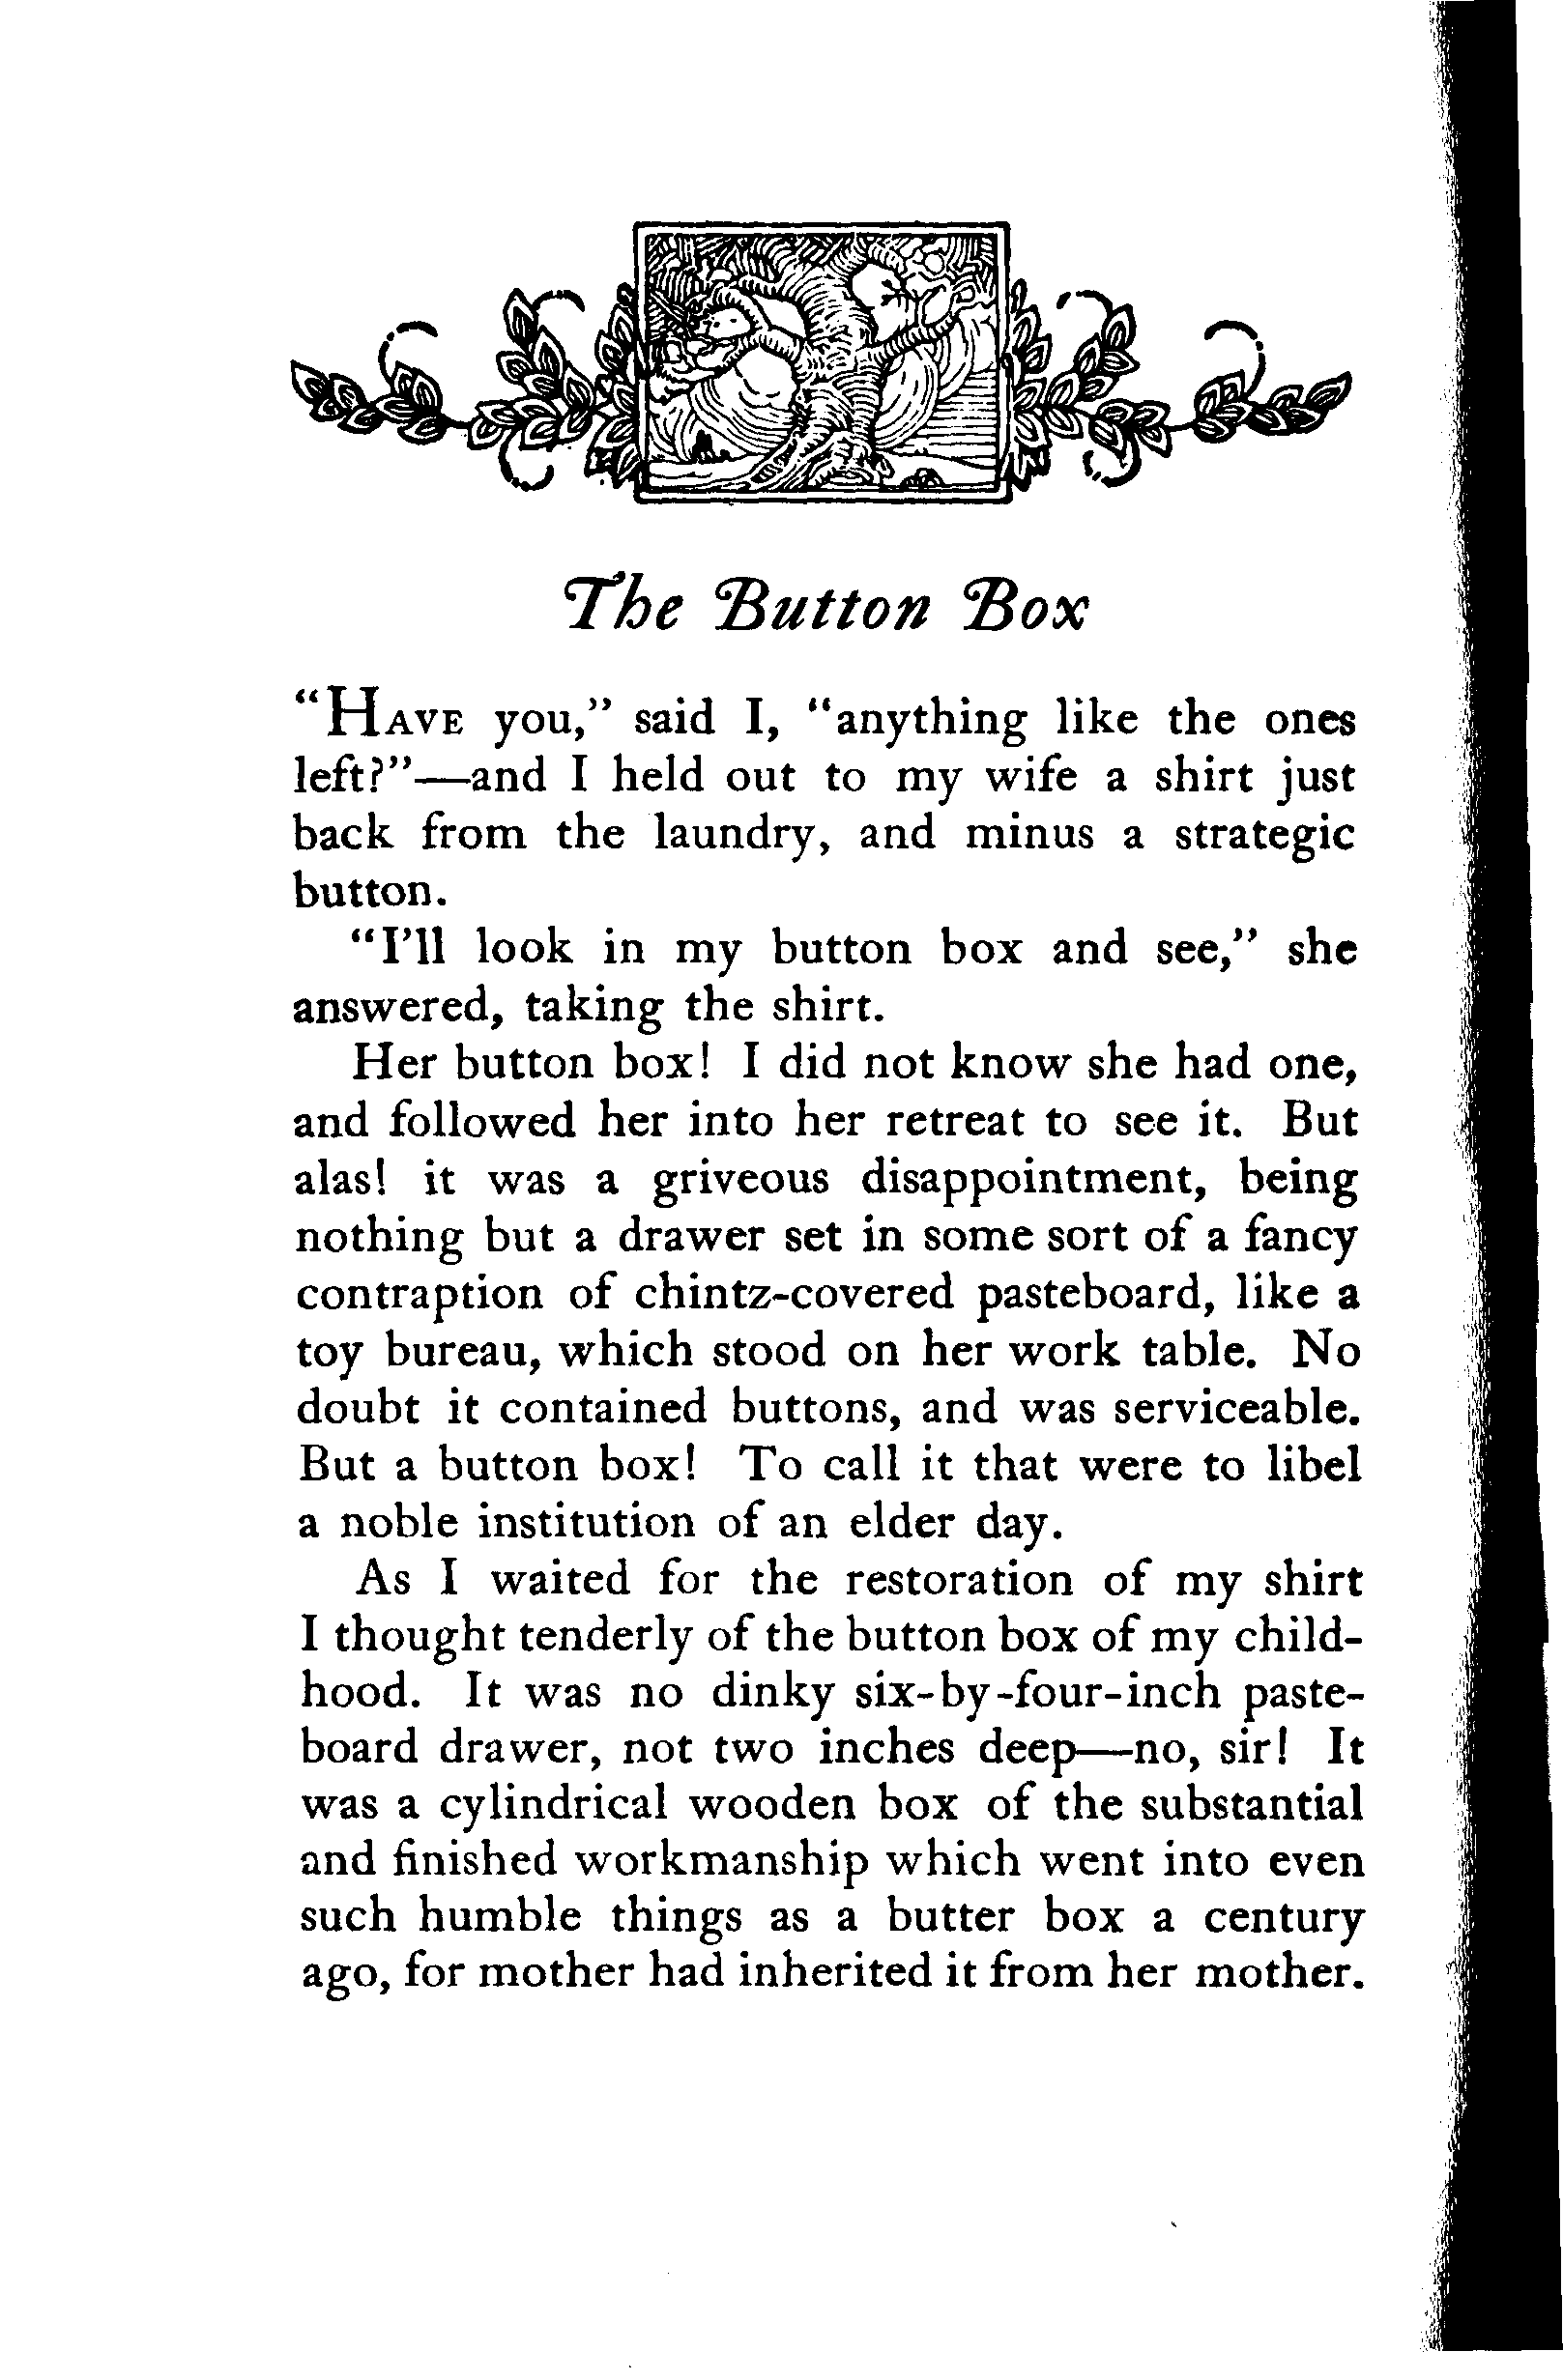 The Button Box
"HAVE you," said I, "anything like the ones
left?"—and I held out to my wife a shirt just
back from the laundry, and minus a strategic
button.
"I'll look in my button box and see," she
answered, taking the shirt.
Her button box! I did not know she had one,
and followed her into her retreat to see it. But
alas! it was a griveous disappointment, being
nothing but a drawer set in some sort of a fancy
contraption of chintz-covered pasteboard, like a
toy bureau, which stood on her work table. No
doubt it contained buttons, and was serviceable.
But a button box! To call it that were to libel
a noble institution of an elder day.
As I waited for the restoration of my shirt
I thought tenderly of the button box of my child-
hood. It was no dinky six-by-four-inch paste-
board drawer, not two inches deep—no, sir! It
was a cylindrical wooden box of the substantial
and finished workmanship which went into even
such humble things as a butter box a century
ago, for mother had inherited it from her mother.